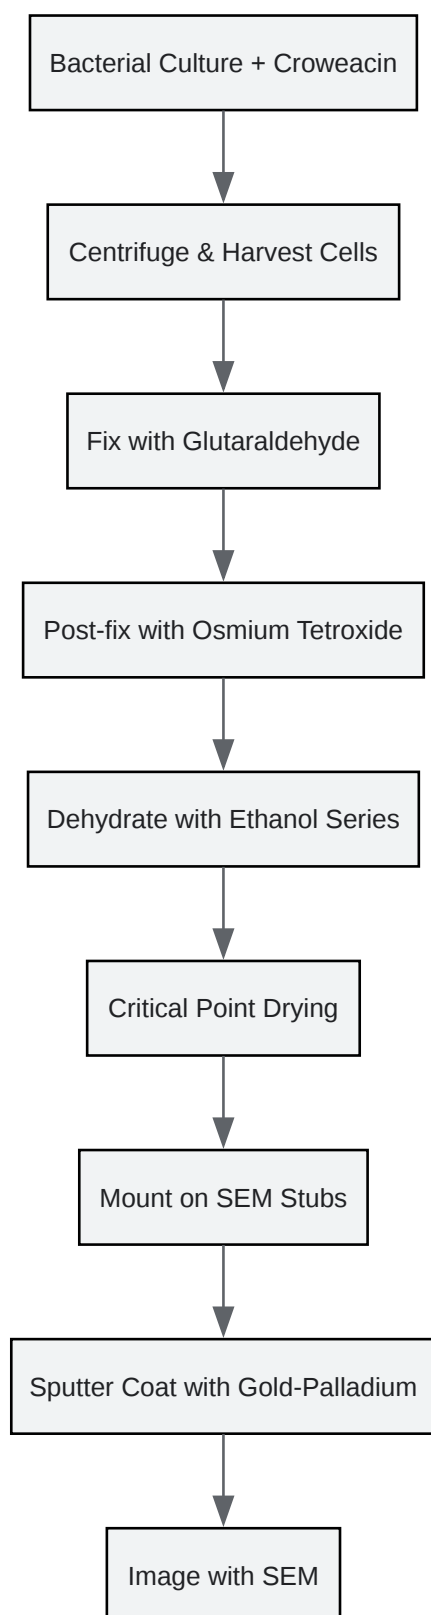 Bacterial Culture + Croweacin
Centrifuge & Harvest Cells
Fix with Glutaraldehyde
Post-fix with Osmium Tetroxide
Dehydrate with Ethanol Series
Critical Point Drying
Mount on SEM Stubs
Sputter Coat with Gold-Palladium
Image with SEM